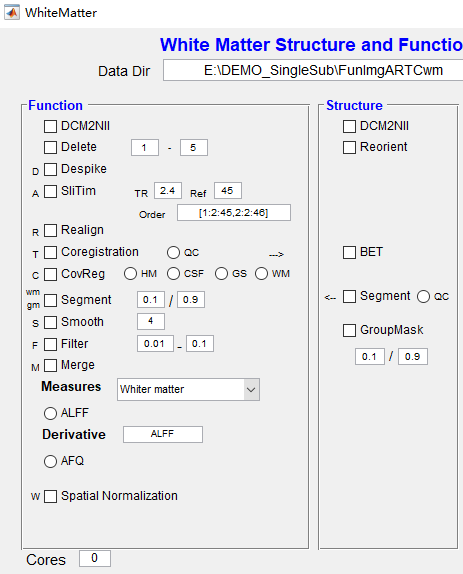 WhiteMatter
White Matter Structure and Functio
Data Dir E:\DEMO_SingleSub\FunImgARTCwm
Function
DCM2NII
Delete 1 - 5
D Despike
A SliTim TR 2.4 Ref 45
Order [1:2:45,2:2:46]
R Realign
T Coregistration QC --->
C CovReg HM CSF GS WM
wm
gm Segment 0.1 / 0.9
S Smooth 4
F Filter 0.01 - 0.1
M Merge
Measures Whiter matter
ALFF
Derivative ALFF
AFQ
W Spatial Normalization
Structure
DCM2NII
Reorient
BET
<-- Segment QC
GroupMask
0.1 / 0.9
Cores 0